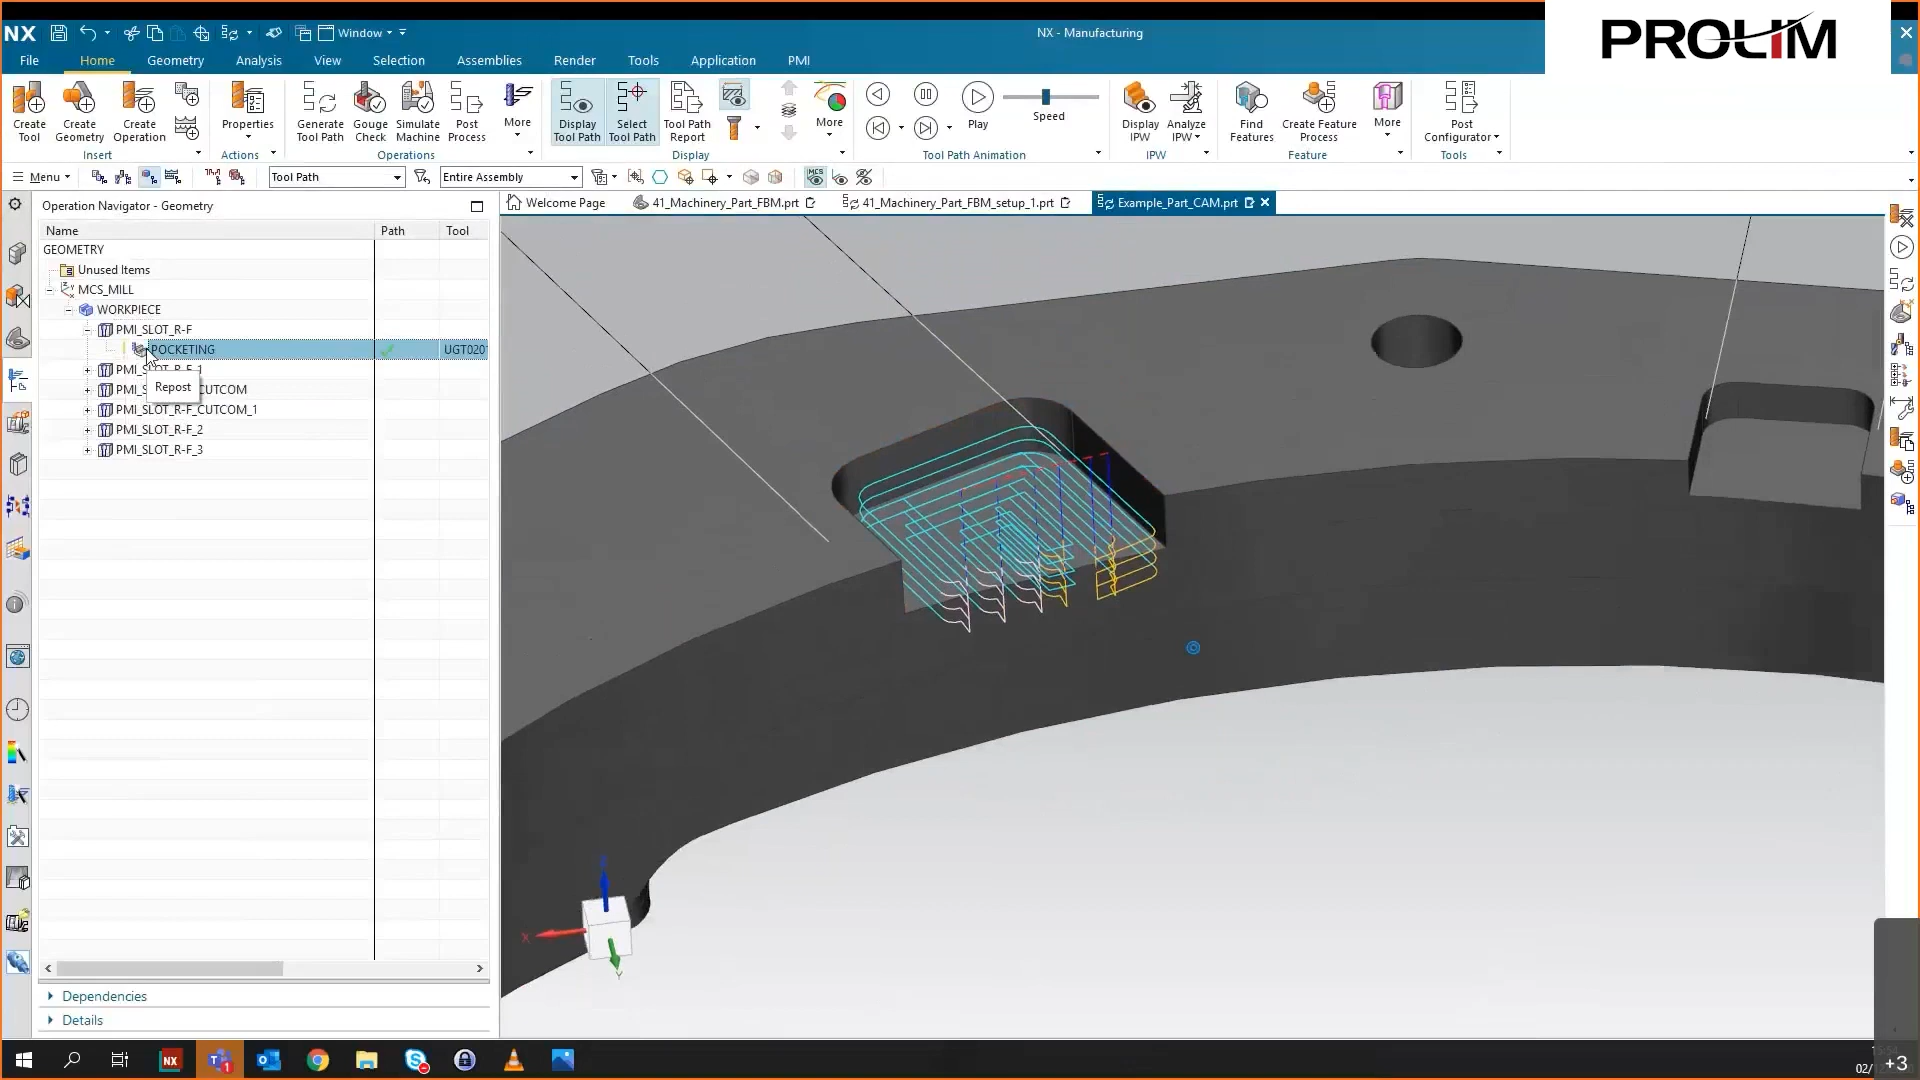 NX
Window
NX - Manufacturing
PROLIM
File Home Geometry Analysis View Selection Assemblies Render Tools Application PMI
Create Tool
Create Geometry
Create Operation
Insert
Properties
Actions
Generate Tool Path
Gouge Check
Simulate Machine
Post Process
More
Operations
Display Tool Path
Select Tool Path
Tool Path Report
More
Display
Play
Speed
Tool Path Animation
Display IPW
Analyze IPW
IPW
Find Features
Create Feature Process
More
Feature
Post Configurator
Tools
Menu
Tool Path
Entire Assembly
MCS
Operation Navigator - Geometry
Welcome Page
41_Machinery_Part_FBM.prt
41_Machinery_Part_FBM_setup_1.prt
Example_Part_CAM.prt
Name Path Tool
GEOMETRY
Unused Items
MCS_MILL
WORKPIECE
PMI_SLOT_R-F
POCKETING UGT020
Repost
CUTCOM
PMI_SLOT_R-F_CUTCOM_1
PMI_SLOT_R-F_2
PMI_SLOT_R-F_3
X
Dependencies
Details
NX
02/
+3